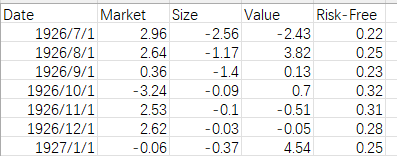 Date Market Size Value Risk-Free
1926/7/1 2.96 -2.56 -2.43 0.22
1926/8/1 2.64 -1.17 3.82 0.25
1926/9/1 0.36 -1.4 0.13 0.23
1926/10/1 -3.24 -0.09 0.7 0.32
1926/11/1 2.53 -0.1 -0.51 0.31
1926/12/1 2.62 -0.03 -0.05 0.28
1927/1/1 -0.06 -0.37 4.54 0.25